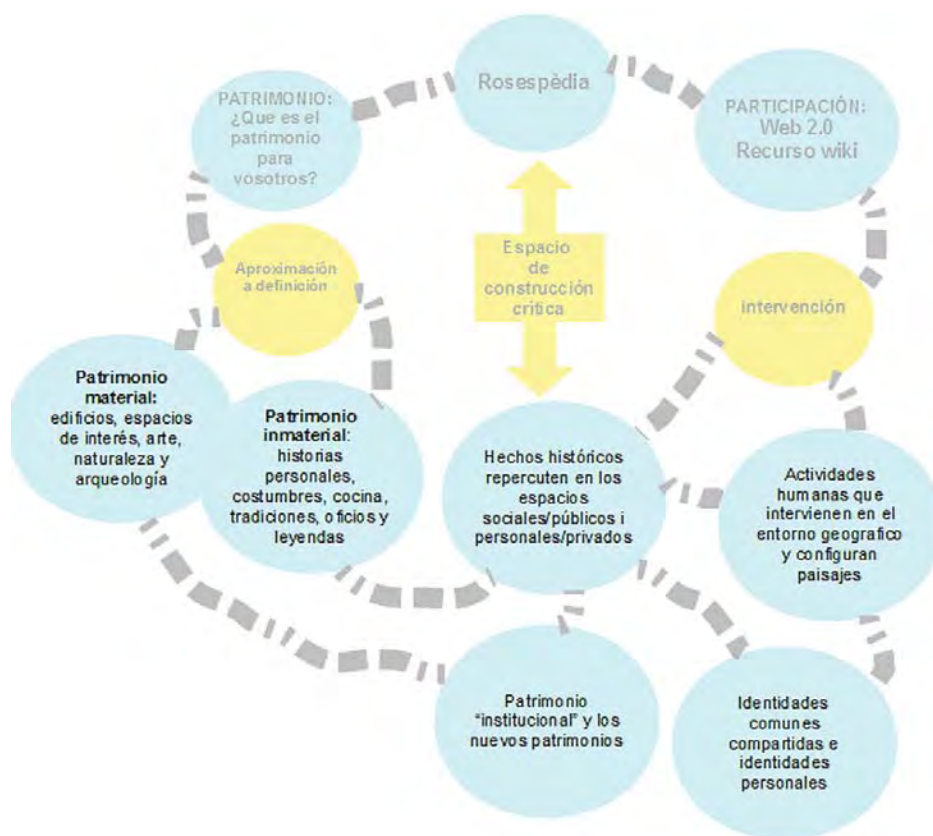 Rosespèdia
PATRIMONIO:
¿Que es el
patrimonio
para
vosotros?
PARTICIPACIÓN:
Web 2.0
Recurso wiki
Aproximación
a definición
Espacio
de
construcción
crítica
intervención
Patrimonio
material:
edificios, espacios
de interés, arte,
naturaleza y
arqueología
Patrimonio
inmaterial:
historias
personales,
costumbres, cocina,
tradiciones, oficios y
leyendas
Hechos históricos
repercuten en los
espacios
sociales/públicos i
personales/privados
Actividades
humanas que
intervienen en el
entorno geografico
y configuran
paisajes
Patrimonio
“institucional” y los
nuevos patrimonios
Identidades
comunes
compartidas e
identidades
personales